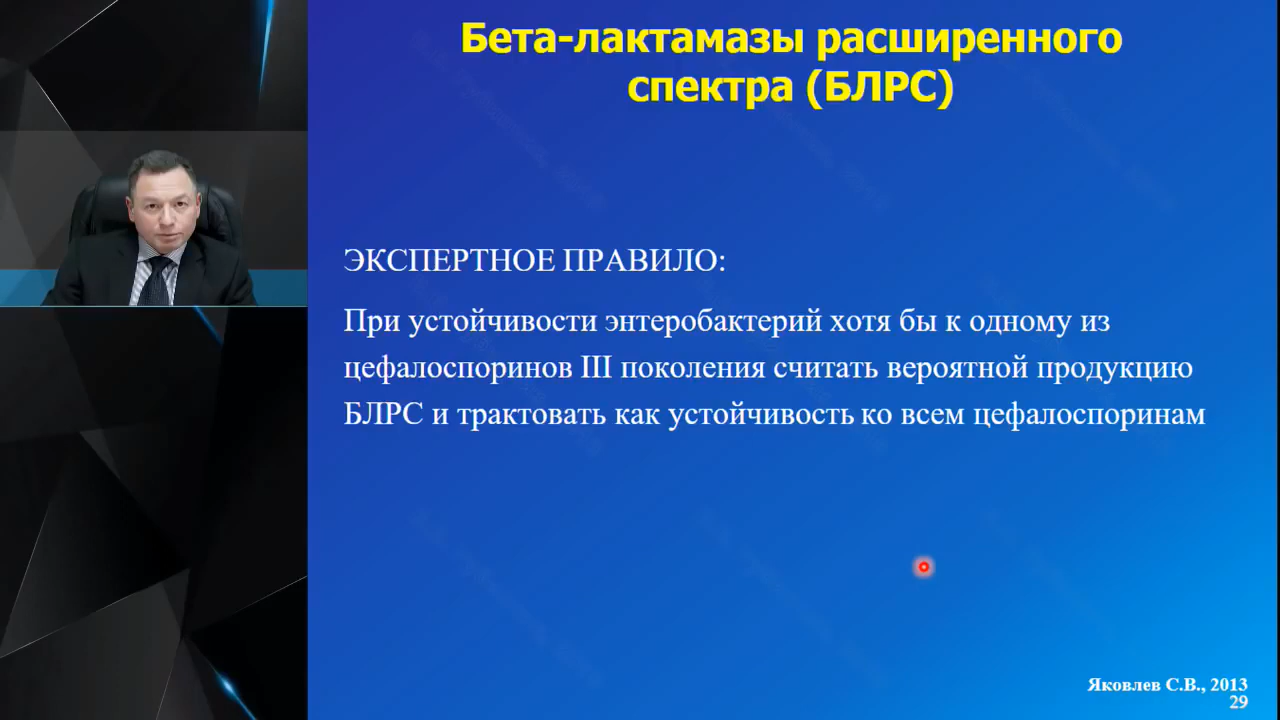 Бета-лактамазы расширенного
спектра (БЛРС)
ЭКСПЕРТНОЕ ПРАВИЛО:
При устойчивости энтеробактерий хотя бы к одному из
цефалоспоринов III поколения считать вероятной продукцию
БЛРС и трактовать как устойчивость ко всем цефалоспоринам
Яковлев С.В., 2013
29